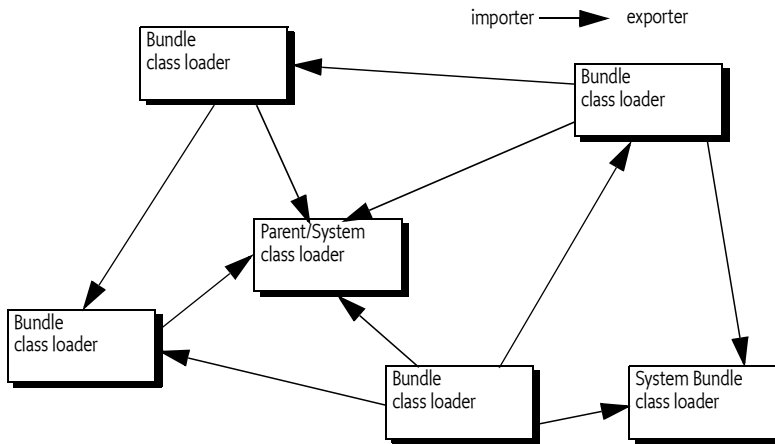 importer
exporter
Bundle
class loader
Bundle
class loader
Parent/System
class loader
Bundle
class loader
Bundle
class loader
System Bundle
class loader